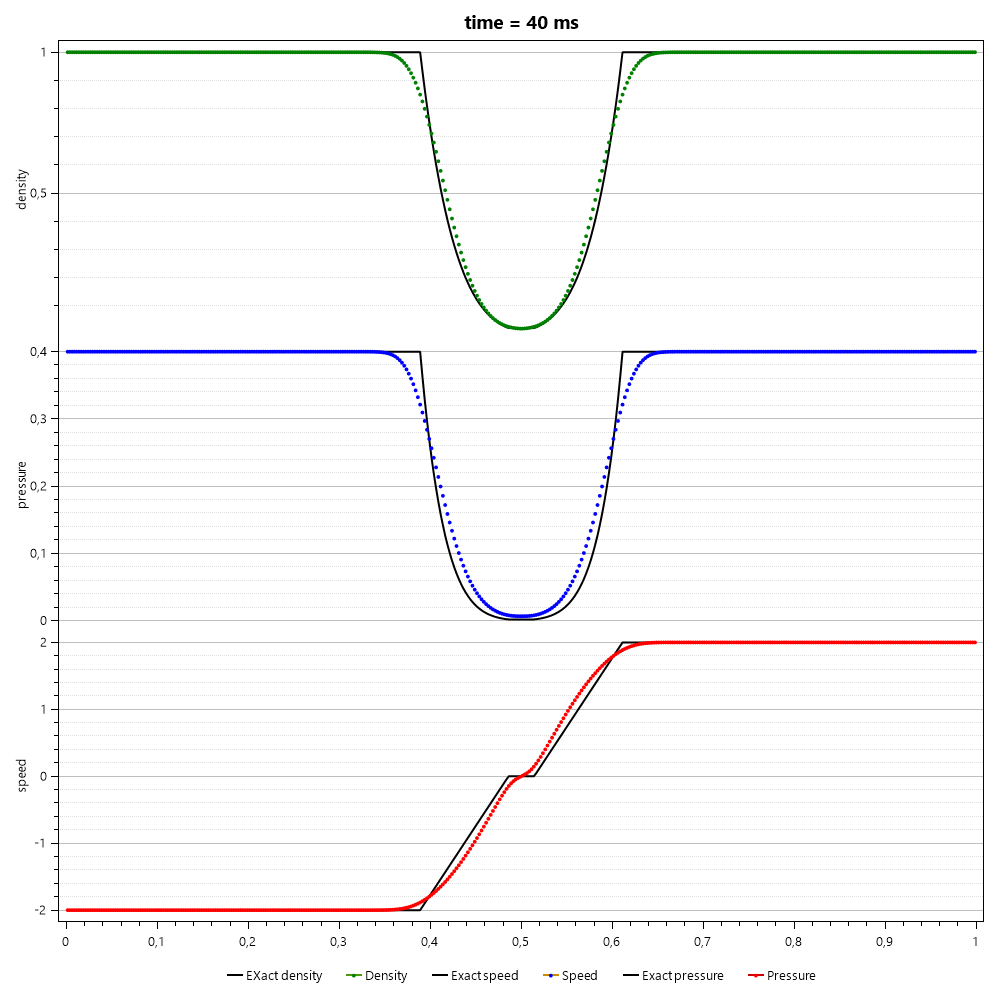 time = 40 ms
1
0,5
density
0,4
0,3
0,2
0,1
0
pressure
2
1
0
-1
-2
speed
0 0,1 0,2 0,3 0,4 0,5 0,6 0,7 0,8 0,9 1
EXact density Density Exact speed Speed Exact pressure Pressure